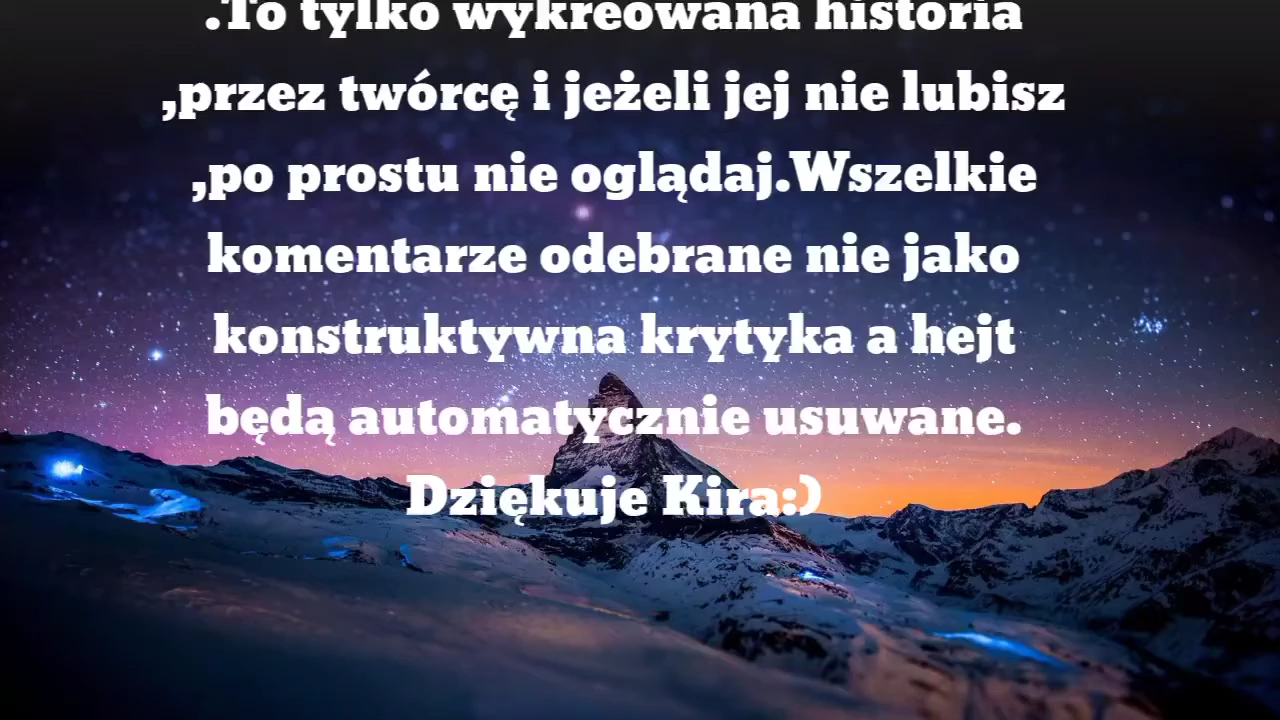 .To tylko wykreowana historia
,przez twórcę i jeżeli jej nie lubisz
,po prostu nie oglądaj.Wszelkie
komentarze odebrane nie jako
konstruktywna krytyka a hejt
będą automatycznie usuwane.
Dziękuje Kira:)